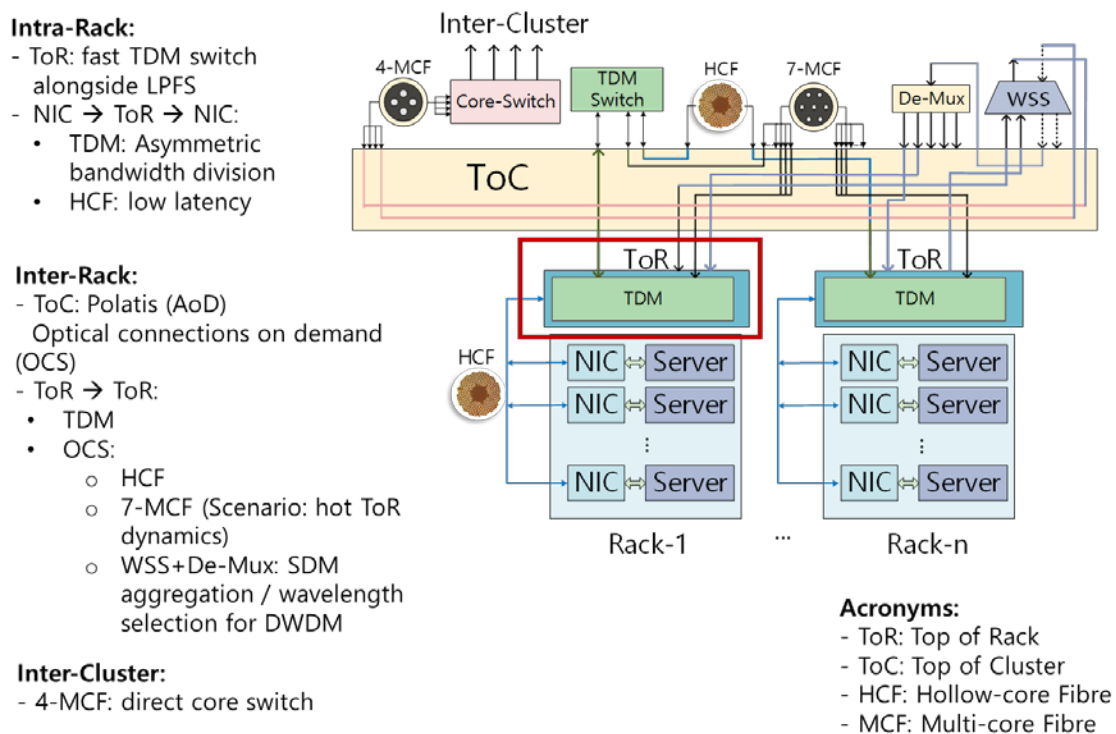 Intra-Rack:
- ToR: fast TDM switch
alongside LPFS
- NIC → ToR → NIC:
• TDM: Asymmetric
bandwidth division
• HCF: low latency
Inter-Rack:
- ToC: Polatis (AoD)
Optical connections on demand
(OCS)
- ToR → ToR:
• TDM
• OCS:
o HCF
o 7-MCF (Scenario: hot ToR
dynamics)
o WSS+De-Mux: SDM
aggregation / wavelength
selection for DWDM
Inter-Cluster:
- 4-MCF: direct core switch
Inter-Cluster
4-MCF
Core-Switch
TDM
Switch
HCF
7-MCF
De-Mux
WSS
ToC
ToR
TDM
ToR
TDM
HCF
NIC Server
NIC Server
⋮
NIC Server
Rack-1
...
NIC Server
NIC Server
⋮
NIC Server
Rack-n
Acronyms:
- ToR: Top of Rack
- ToC: Top of Cluster
- HCF: Hollow-core Fibre
- MCF: Multi-core Fibre